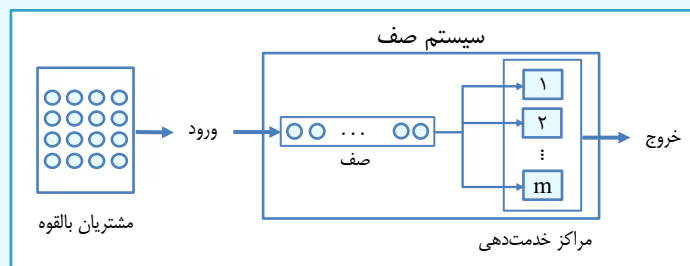 سیستم صف
مشتریان بالقوه
ورود
...
صف
۱
۲
⋮
m
مراکز خدمت‌دهی
خروج